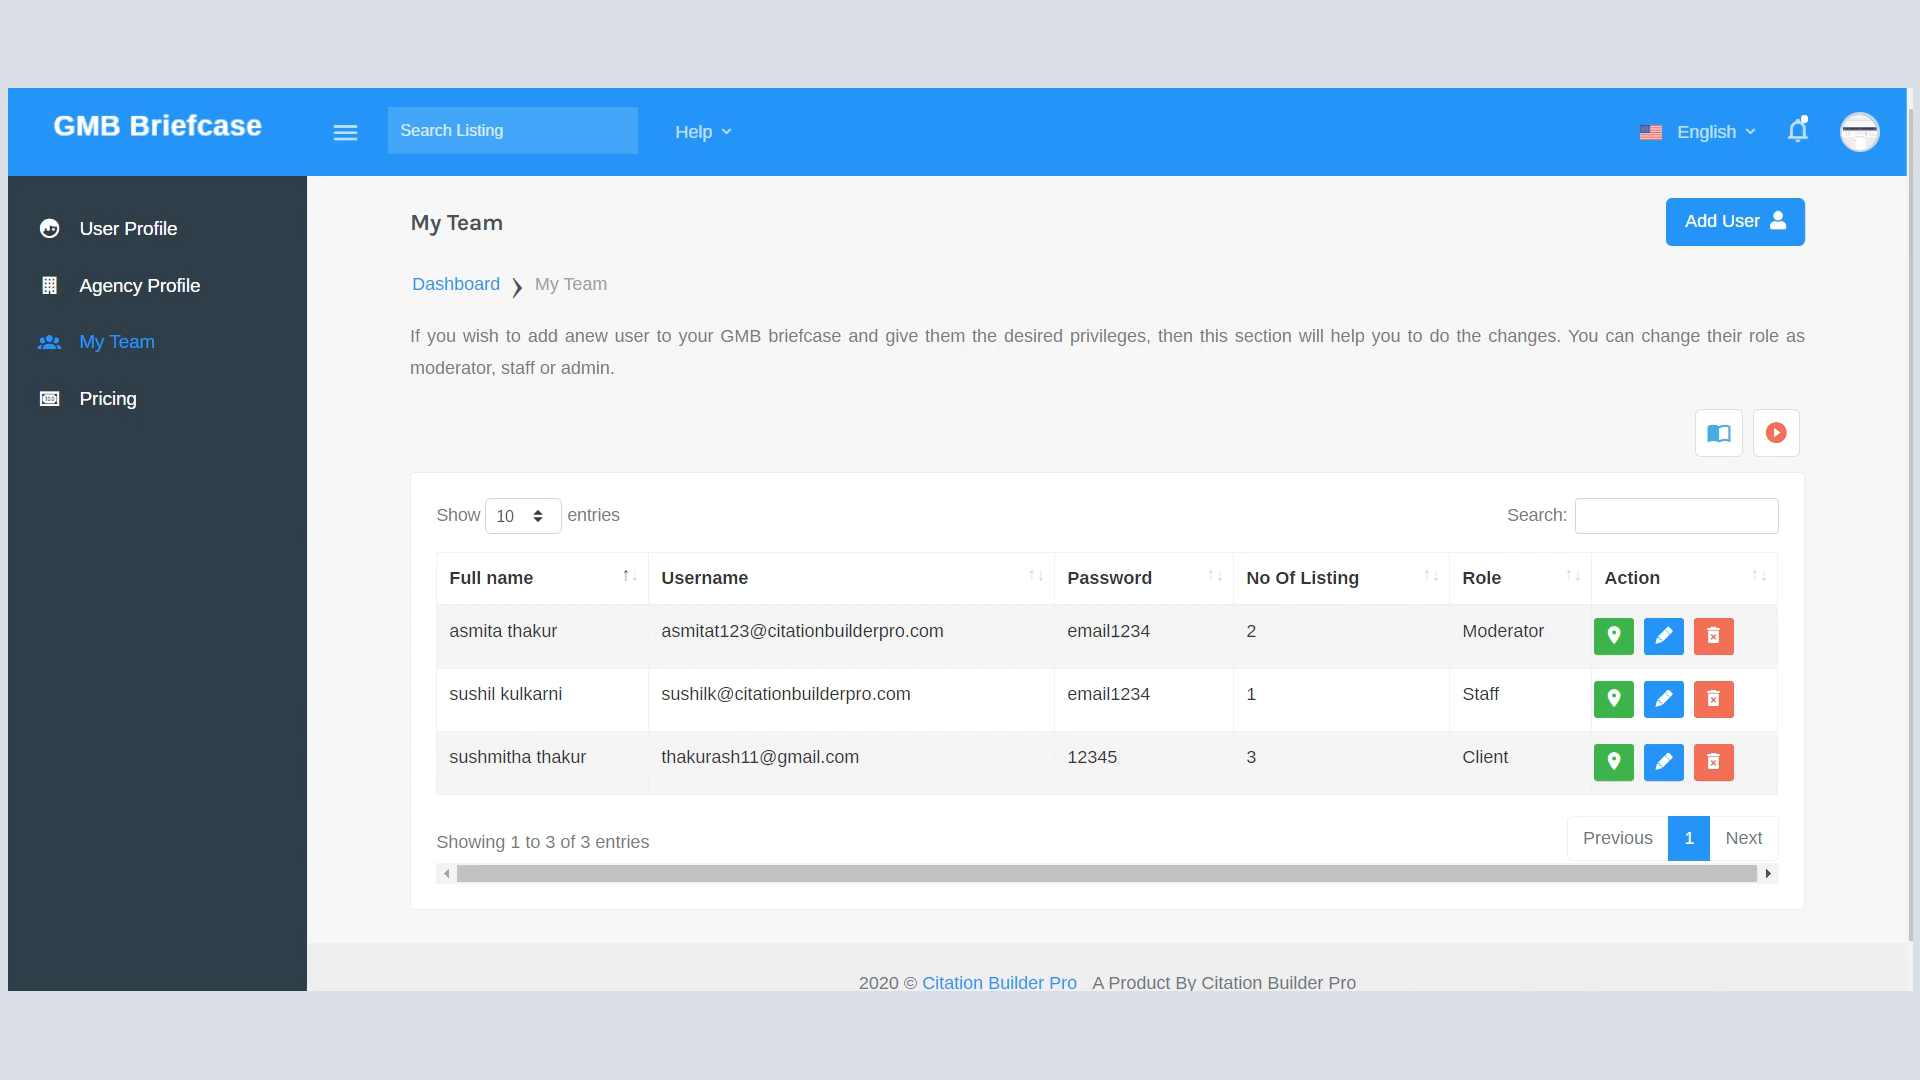 GMB Briefcase
Search Listing
Help
English
User Profile
Agency Profile
My Team
Pricing
My Team
Add User
Dashboard
My Team
If you wish to add anew user to your GMB briefcase and give them the desired privileges, then this section will help you to do the changes. You can change their role as
moderator, staff or admin.
Show 10 entries
Search:
Full name Username Password No Of Listing Role Action
asmita thakur asmitat123@citationbuilderpro.com email1234 2 Moderator
sushil kulkarni sushilk@citationbuilderpro.com email1234 1 Staff
sushmitha thakur thakurash11@gmail.com 12345 3 Client
Showing 1 to 3 of 3 entries
Previous 1 Next
2020 © Citation Builder Pro A Product By Citation Builder Pro